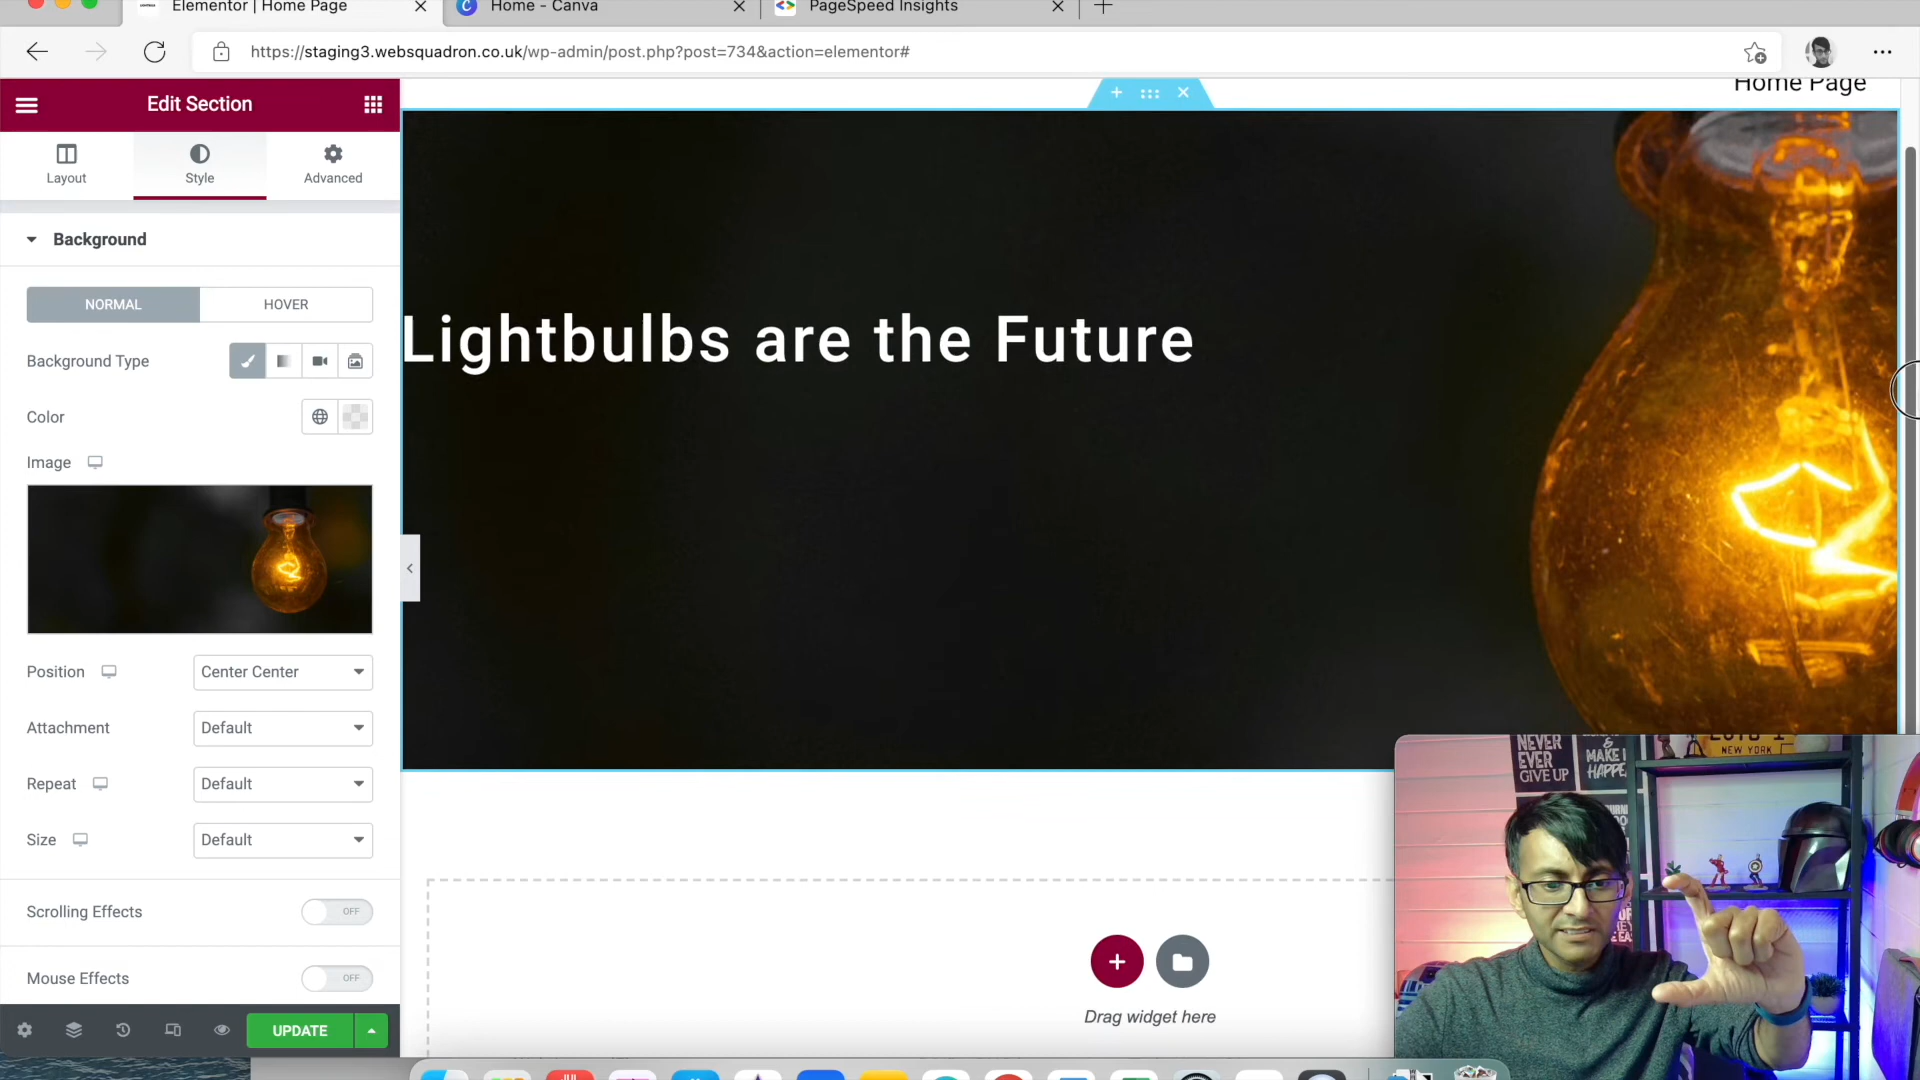 Elementor | Home Page
Home - Canva
PageSpeed Insights
https://staging3.websquadron.co.uk/wp-admin/post.php?post=734&action=elementor#
Edit Section
Home Page
Layout
Style
Advanced
Background
NORMAL
HOVER
Lightbulbs are the Future
Background Type
Color
Image
Position
Center Center
Attachment
Default
Repeat
Default
Size
Default
Scrolling Effects
OFF
Mouse Effects
OFF
UPDATE
Drag widget here
NEVER
EVER
GIVE UP
&
MAKE I
HAPPE
NEW YORK